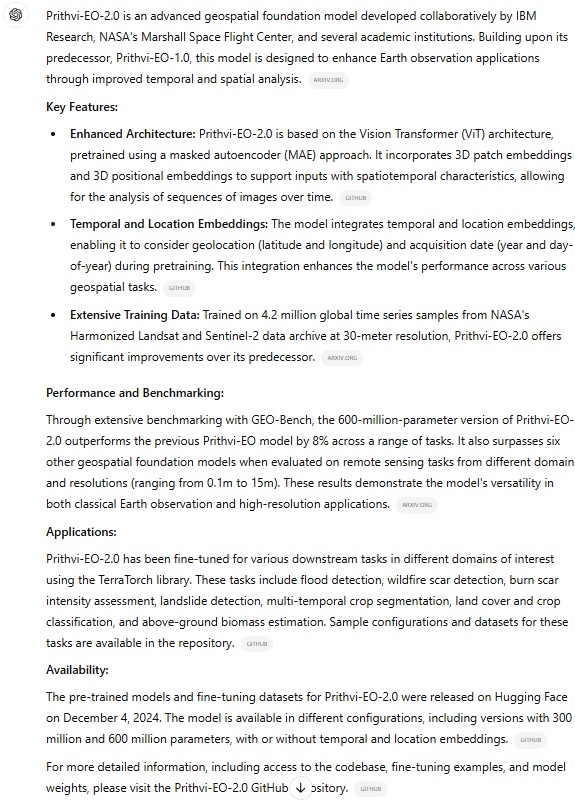 Prithvi-EO-2.0 is an advanced geospatial foundation model developed collaboratively by IBM
Research, NASA's Marshall Space Flight Center, and several academic institutions. Building upon its
predecessor, Prithvi-EO-1.0, this model is designed to enhance Earth observation applications
through improved temporal and spatial analysis. ARXIV.ORG
Key Features:
• Enhanced Architecture: Prithvi-EO-2.0 is based on the Vision Transformer (ViT) architecture,
pretrained using a masked autoencoder (MAE) approach. It incorporates 3D patch embeddings
and 3D positional embeddings to support inputs with spatiotemporal characteristics, allowing
for the analysis of sequences of images over time. GITHUB
• Temporal and Location Embeddings: The model integrates temporal and location embeddings,
enabling it to consider geolocation (latitude and longitude) and acquisition date (year and day-
of-year) during pretraining. This integration enhances the model's performance across various
geospatial tasks. GITHUB
• Extensive Training Data: Trained on 4.2 million global time series samples from NASA's
Harmonized Landsat and Sentinel-2 data archive at 30-meter resolution, Prithvi-EO-2.0 offers
significant improvements over its predecessor. ARXIV.ORG
Performance and Benchmarking:
Through extensive benchmarking with GEO-Bench, the 600-million-parameter version of Prithvi-EO-
2.0 outperforms the previous Prithvi-EO model by 8% across a range of tasks. It also surpasses six
other geospatial foundation models when evaluated on remote sensing tasks from different domain
and resolutions (ranging from 0.1m to 15m). These results demonstrate the model's versatility in
both classical Earth observation and high-resolution applications. ARXIV.ORG
Applications:
Prithvi-EO-2.0 has been fine-tuned for various downstream tasks in different domains of interest
using the TerraTorch library. These tasks include flood detection, wildfire scar detection, burn scar
intensity assessment, landslide detection, multi-temporal crop segmentation, land cover and crop
classification, and above-ground biomass estimation. Sample configurations and datasets for these
tasks are available in the repository. GITHUB
Availability:
The pre-trained models and fine-tuning datasets for Prithvi-EO-2.0 were released on Hugging Face
on December 4, 2024. The model is available in different configurations, including versions with 300
million and 600 million parameters, with or without temporal and location embeddings. GITHUB
For more detailed information, including access to the codebase, fine-tuning examples, and model
weights, please visit the Prithvi-EO-2.0 GitHub ository. GITHUB